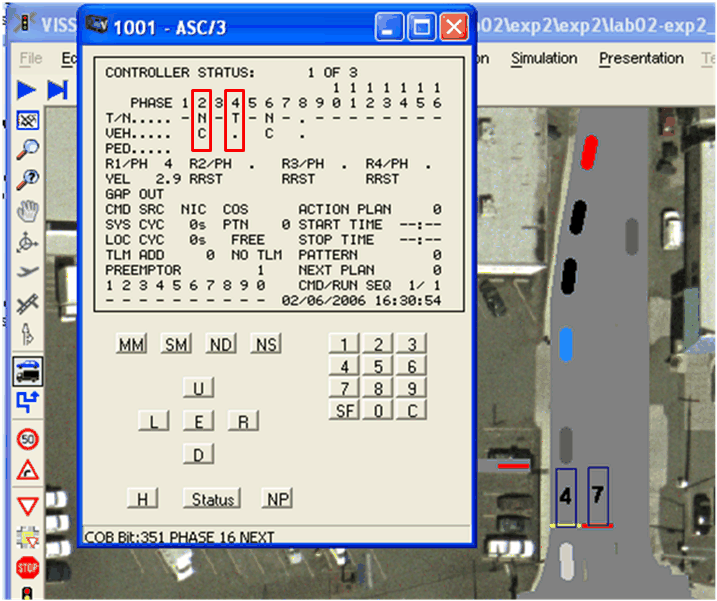 VISS
1001 - ASC/3
ab02\exp2\exp2\lab02-exp2_
File
Ec
on
Simulation
Presentation
Te
CONTROLLER STATUS: 1 OF 3
1 1 1 1 1 1 1
PHASE 1 2 3 4 5 6 7 8 9 0 1 2 3 4 5 6
T/N..... - N - T - N - . - - - - - - - -
VEH..... C . C .
PED.....
R1/PH 4 R2/PH . R3/PH . R4/PH .
YEL 2.9 RRST RRST RRST
GAP OUT
CMD SRC NIC COS ACTION PLAN 0
SYS CYC 0s PTN 0 START TIME --:--
LOC CYC 0s FREE STOP TIME --:--
TLM ADD 0 NO TLM PATTERN 0
PREEMPTOR 1 NEXT PLAN 0
1 2 3 4 5 6 7 8 9 0 CMD/RUN SEQ 1/ 1
- - - - - - - - - - 02/06/2006 16:30:54
MM SM ND NS 1 2 3
4 5 6
U 7 8 9
L E R SF 0 C
D
H Status NP
50
4 7
STOP
COB Bit:351 PHASE 16 NEXT